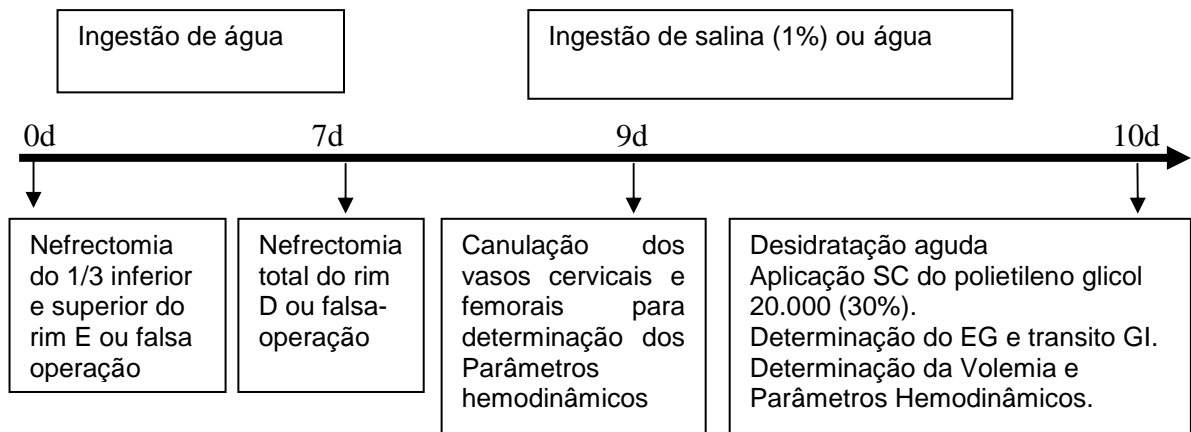 Ingestão de água
Ingestão de salina (1%) ou água
0d
7d
9d
10d
Nefrectomia
do 1/3 inferior
e superior do
rim E ou falsa
operação
Nefrectomia
total do rim
D ou falsa-
operação
Canulação dos
vasos cervicais e
femorais para
determinação dos
Parâmetros
hemodinâmicos
Desidratação aguda
Aplicação SC do polietileno glicol
20.000 (30%).
Determinação do EG e transito GI.
Determinação da Volemia e
Parâmetros Hemodinâmicos.